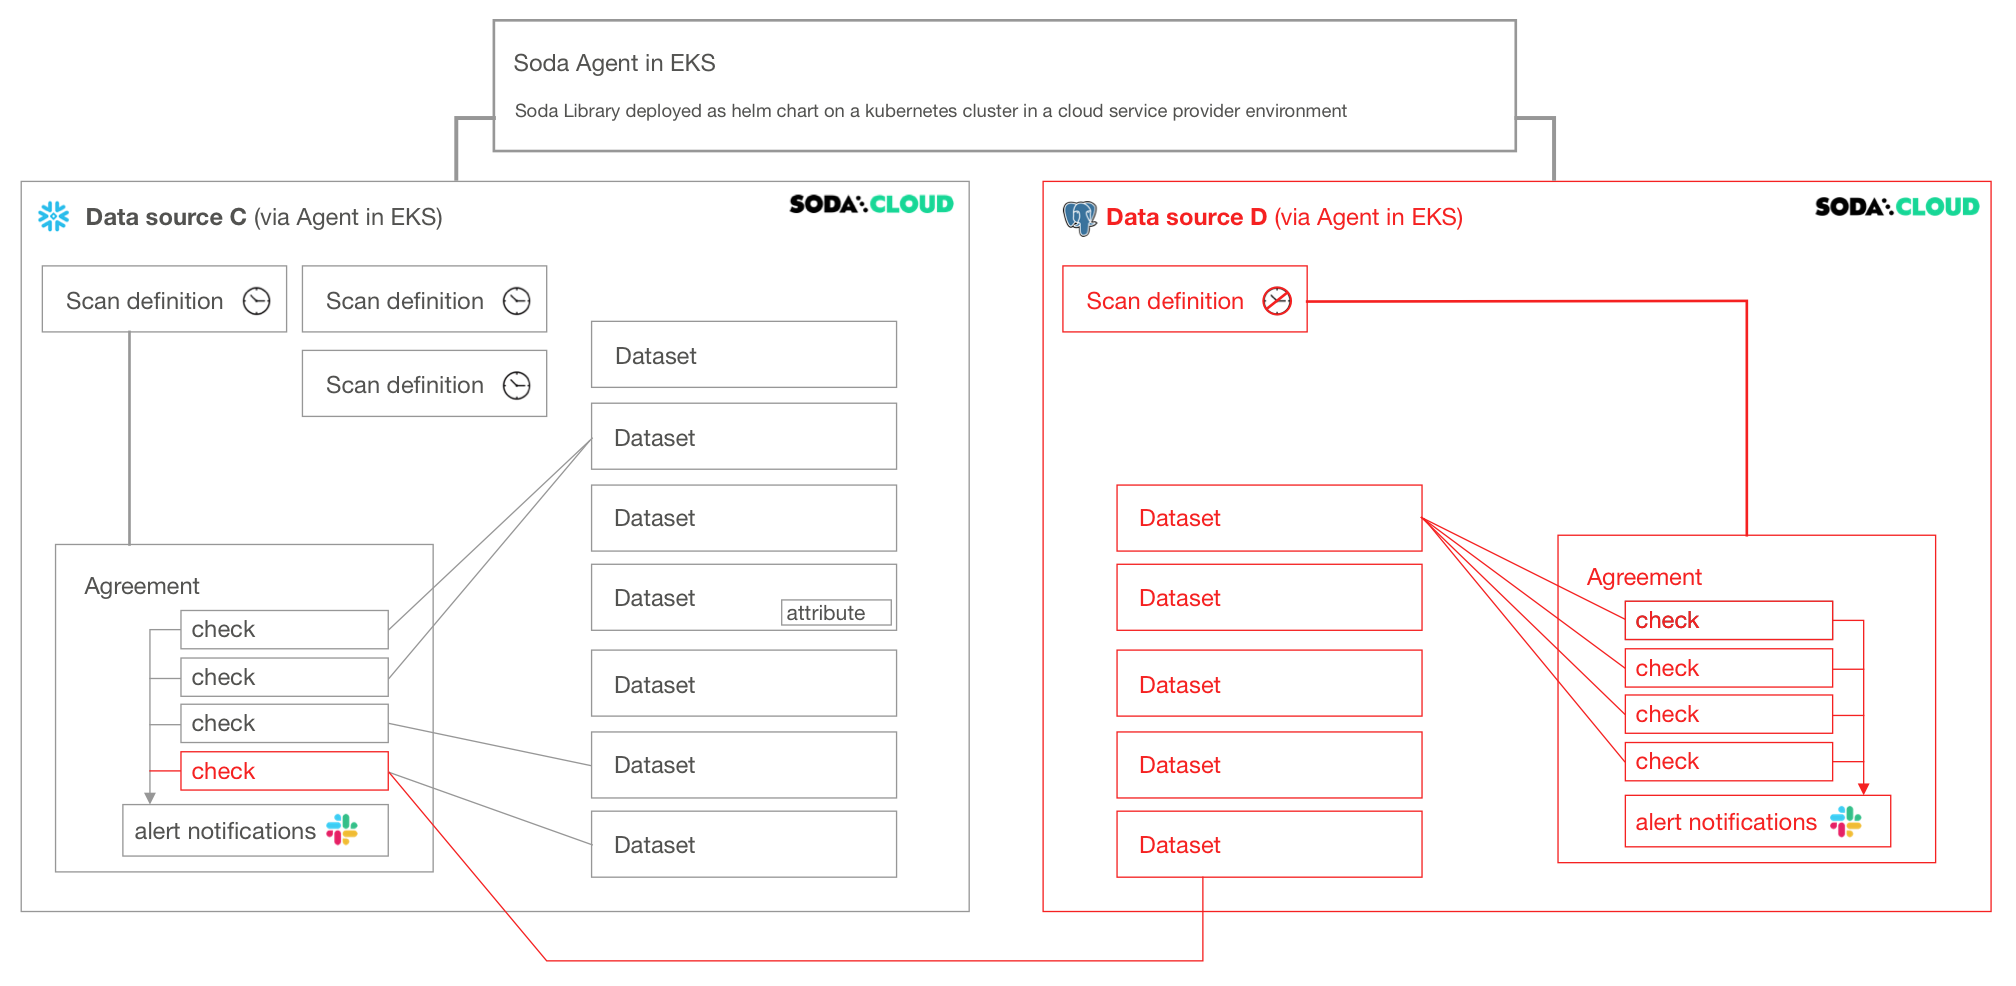 Soda Agent in EKS
Soda Library deployed as helm chart on a kubernetes cluster in a cloud service provider environment
Data source C (via Agent in EKS)
SODA CLOUD
Scan definition
Scan definition
Scan definition
Dataset
Dataset
Dataset
Dataset
attribute
Dataset
Dataset
Dataset
Agreement
check
check
check
check
alert notifications
Data source D (via Agent in EKS)
SODA CLOUD
Scan definition
Dataset
Dataset
Dataset
Dataset
Dataset
Agreement
check
check
check
check
alert notifications